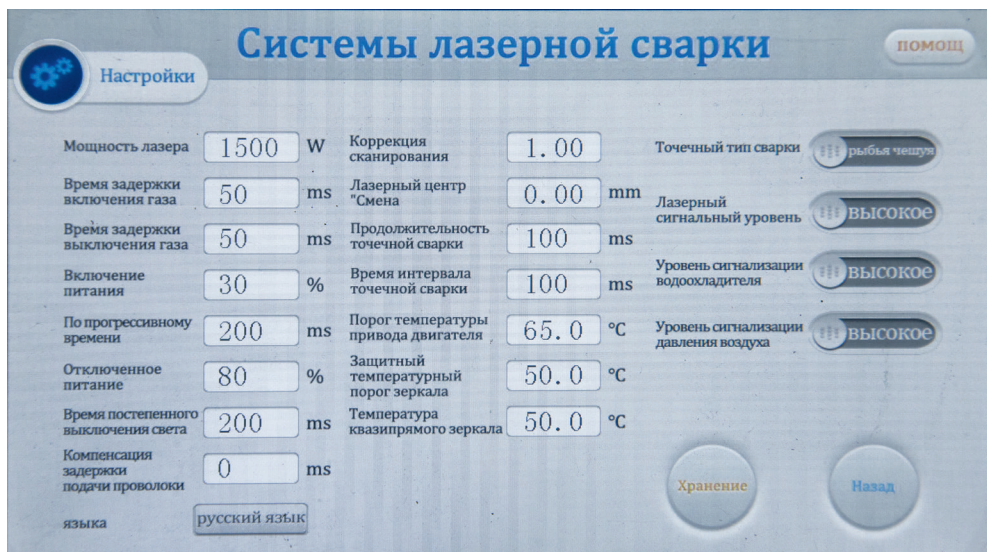 Системы лазерной сварки
помощ
Настройки
Мощность лазера 1500 W
Время задержки
включения газа 50 ms
Время задержки
выключения газа 50 ms
Включение
питания 30 %
По прогрессивному
времени 200 ms
Отключенное
питание 80 %
Время постепенного
выключения света 200 ms
Компенсация
задержки
подачи проволоки 0 ms
языка русский язык
Коррекция
сканирования 1.00
Лазерный центр
"Смена 0.00 mm
Продолжительность
точечной сварки 100 ms
Время интервала
точечной сварки 100 ms
Порог температуры
привода двигателя 65.0 °C
Защитный
температурный
порог зеркала 50.0 °C
Температура
квазипрямого зеркала 50.0 °C
Точечный тип сварки рыбья чешуя
Лазерный
сигнальный уровень высокое
Уровень сигнализации
водоохладителя высокое
Уровень сигнализации
давления воздуха высокое
Хранение
Назад